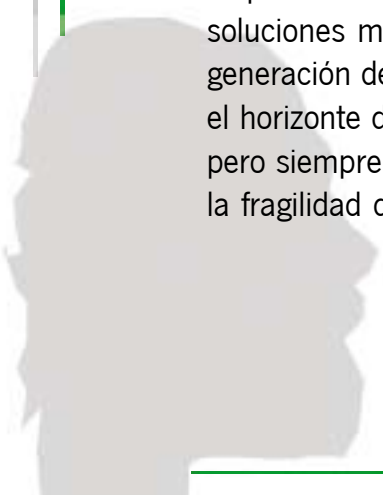 soluciones m
generación de
el horizonte
pero siempre
la fragilidad